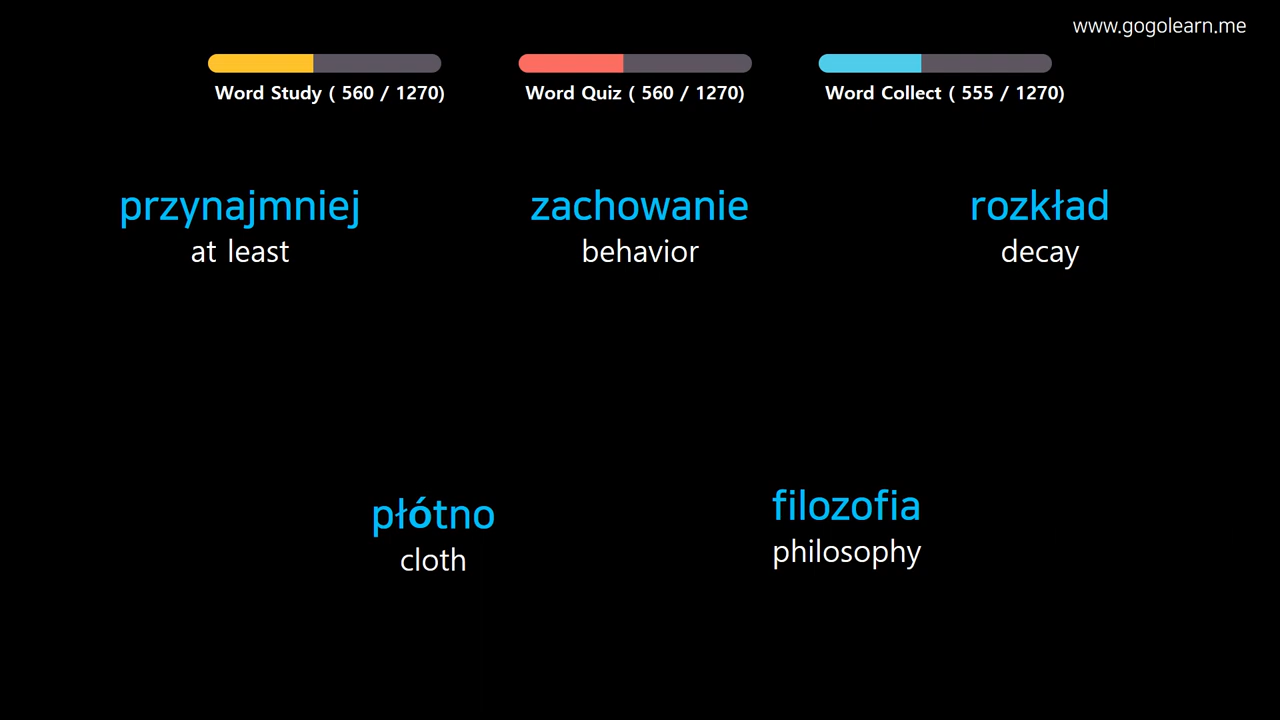 www.gogolearn.me
Word Study ( 560 / 1270)
Word Quiz ( 560 / 1270)
Word Collect ( 555 / 1270)
przynajmniej
at least
zachowanie
behavior
rozkład
decay
płótno
cloth
filozofia
philosophy